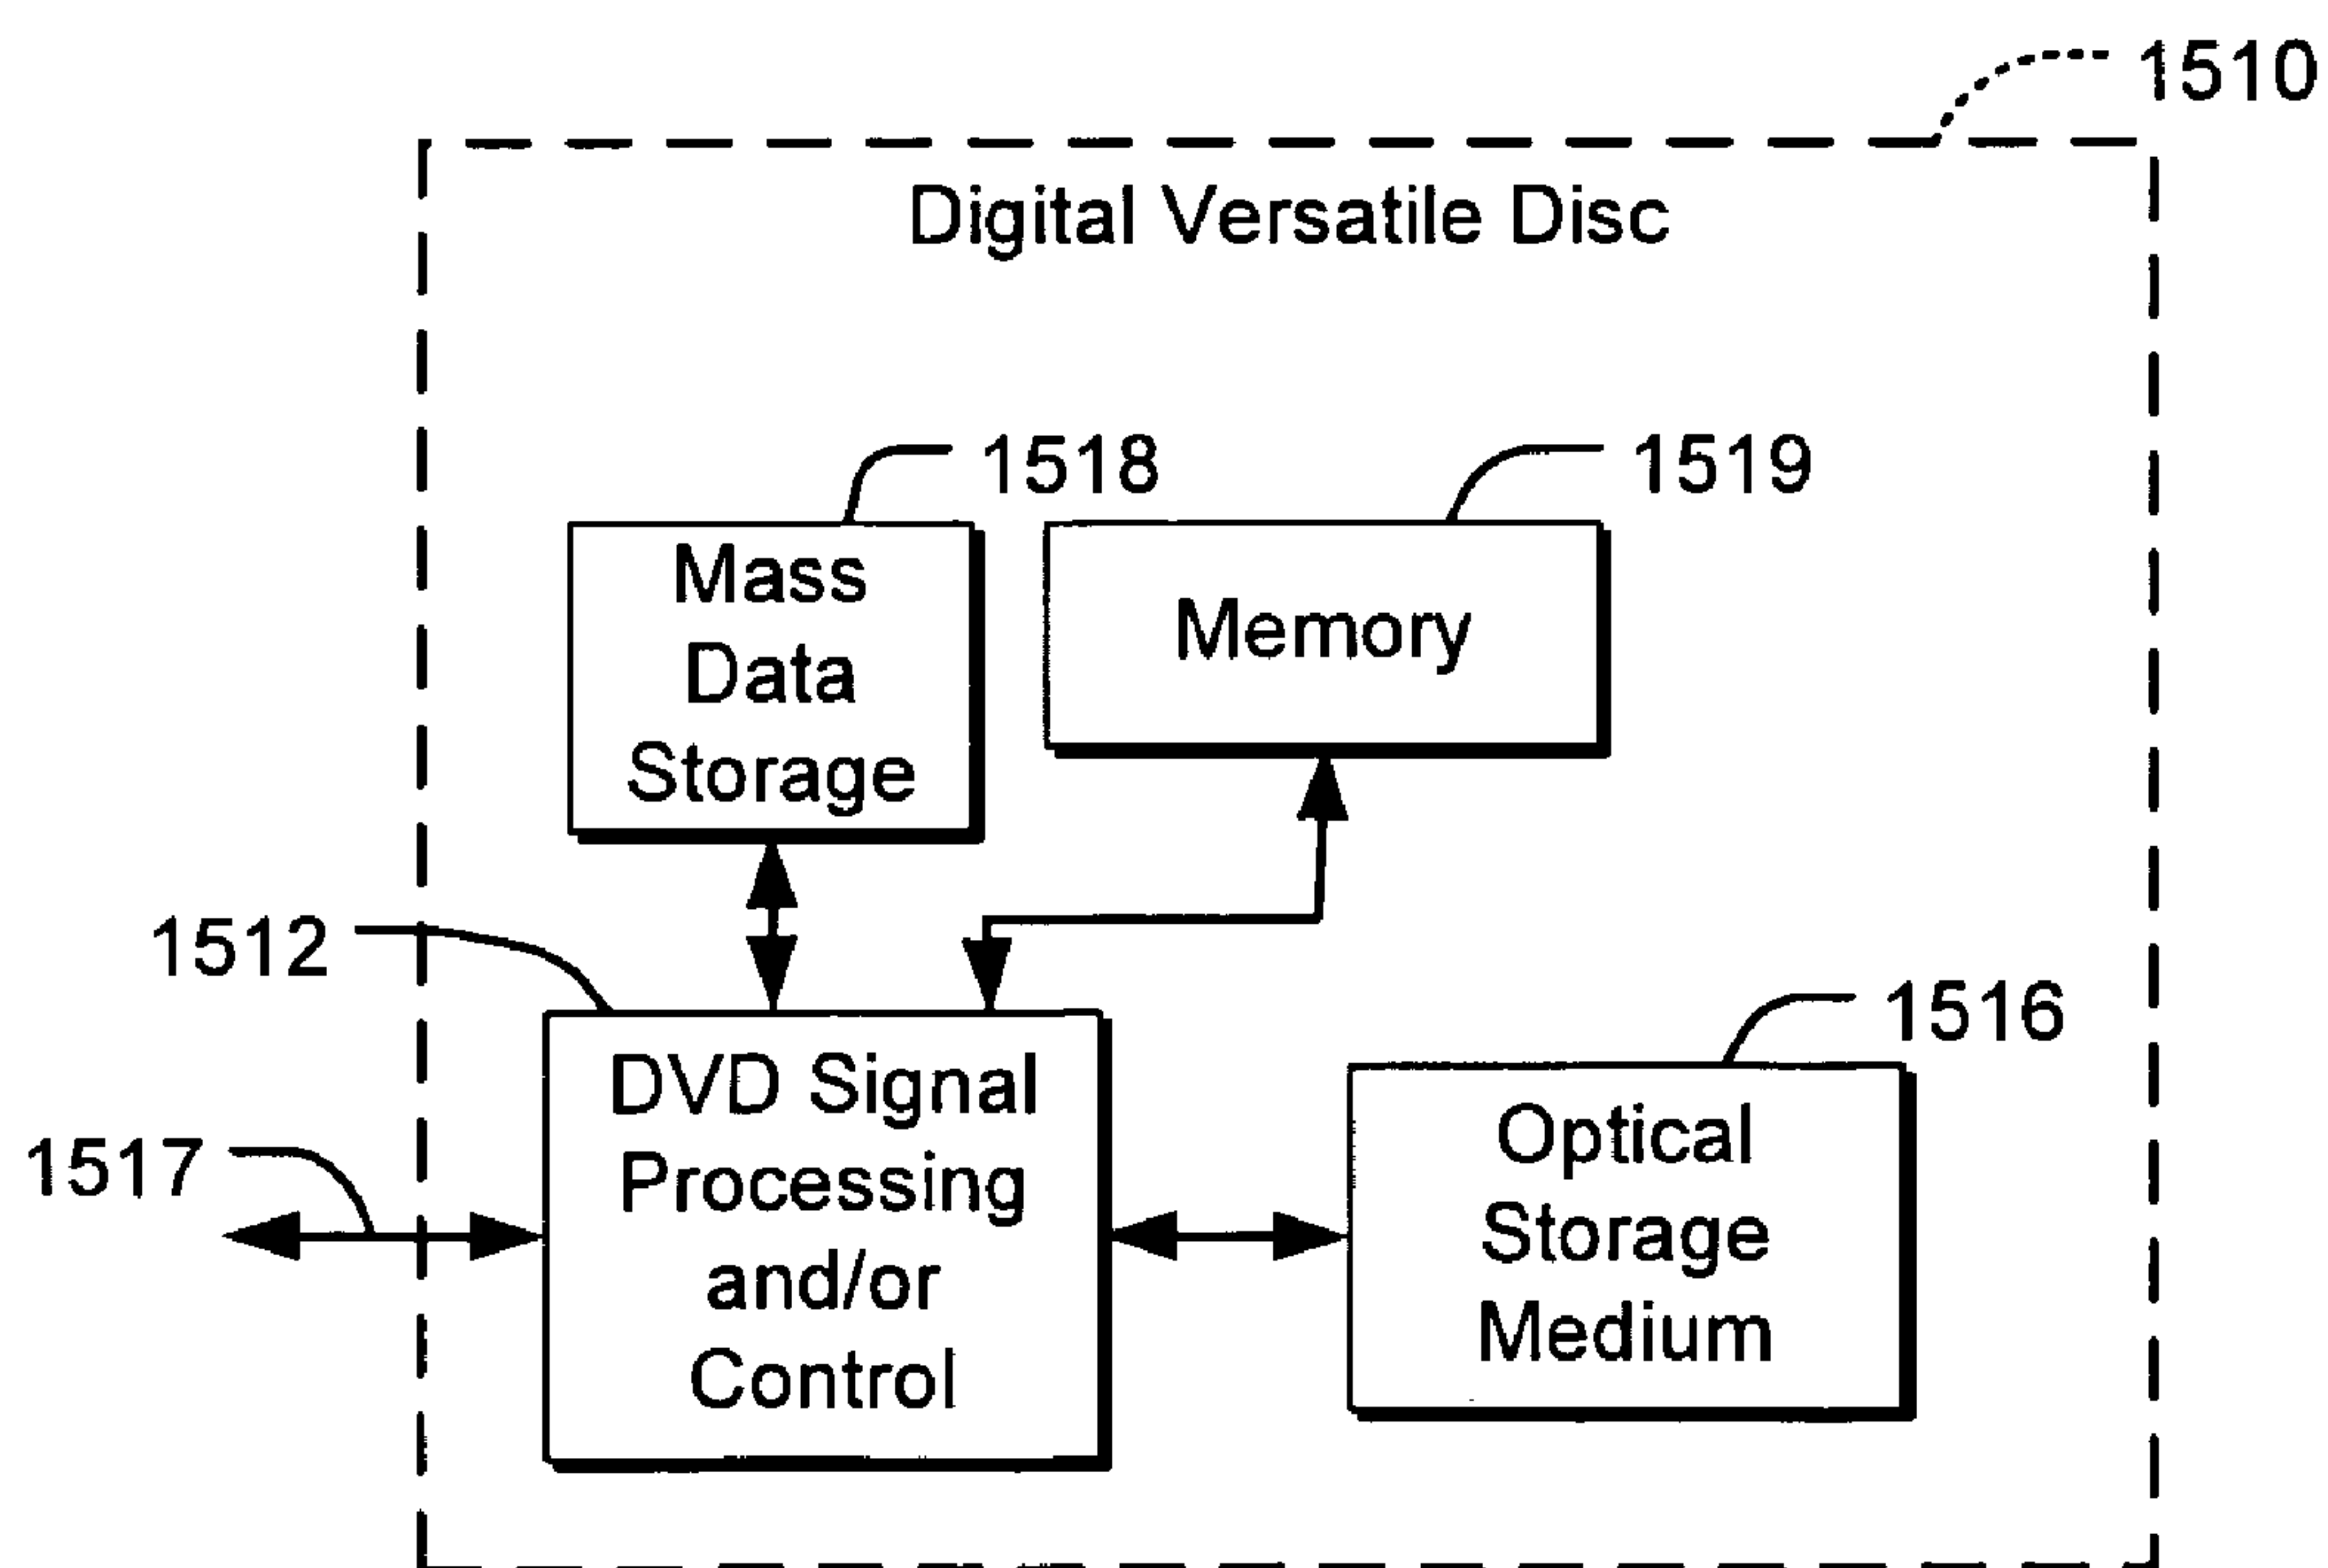 1510
Digital Versatile Disc
1518
1519
Mass
Data
Storage
Memory
1512
1516
DVD Signal
Processing
and/or
Control
1517
Optical
Storage
Medium